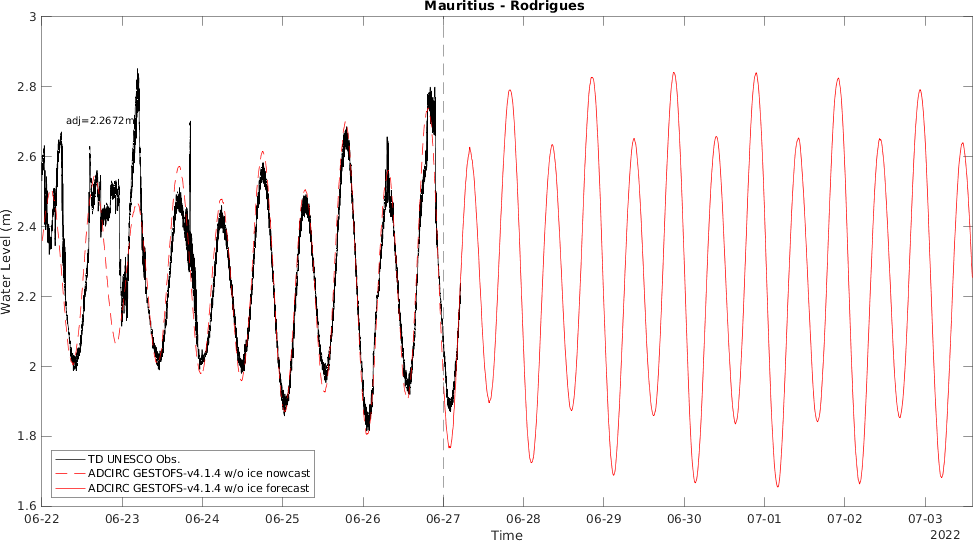 Mauritius - Rodrigues
3
2.8
2.6
2.4
2.2
2
1.8
1.6
Water Level (m)
adj=2.2672m
TD UNESCO Obs.
ADCIRC GESTOFS-v4.1.4 w/o ice nowcast
ADCIRC GESTOFS-v4.1.4 w/o ice forecast
06-22 06-23 06-24 06-25 06-26 06-27 06-28 06-29 06-30 07-01 07-02 07-03
Time
2022